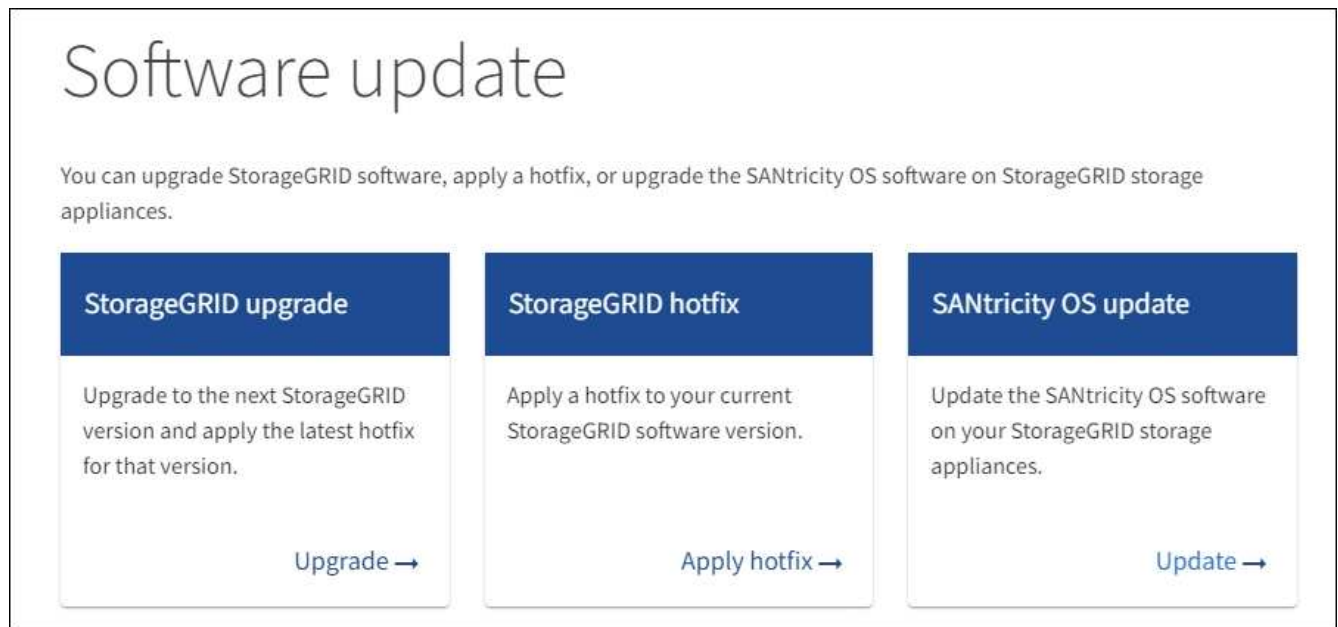 Software update
You can upgrade StorageGRID software, apply a hotfix, or upgrade the SANtricity OS software on StorageGRID storage
appliances.
StorageGRID upgrade
Upgrade to the next StorageGRID
version and apply the latest hotfix
for that version.
Upgrade →
StorageGRID hotfix
Apply a hotfix to your current
StorageGRID software version.
Apply hotfix →
SANtricity OS update
Update the SANtricity OS software
on your StorageGRID storage
appliances.
Update →